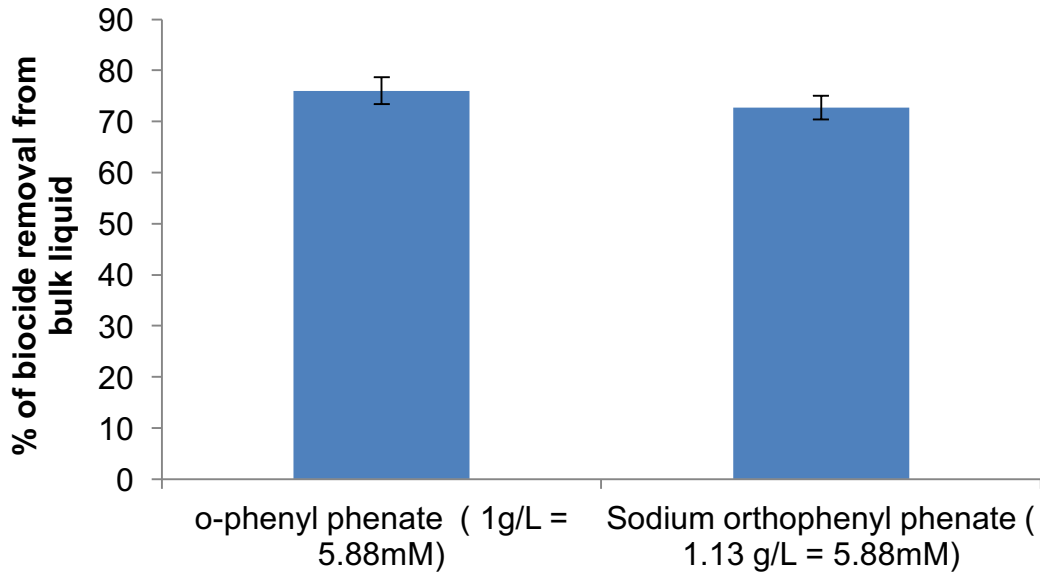 % of biocide removal from
bulk liquid
90
80
70
60
50
40
30
20
10
0
o-phenyl phenate ( 1g/L =
5.88mM)
Sodium orthophenyl phenate (
1.13 g/L = 5.88mM)